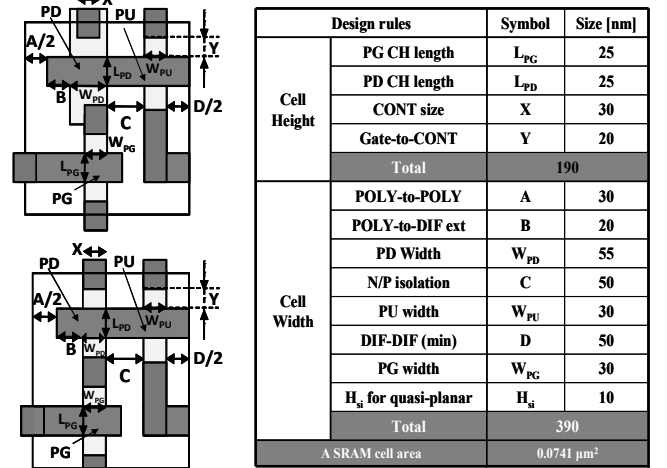 X
PD
PU
A/2
Y
L_PD
W_PU
B
W_PD
D/2
C
W_PG
L_PG
PG
X
PD
PU
A/2
Y
L_PD
W_PU
B
W_PD
D/2
C
W_PG
L_PG
PG
Design rules Symbol Size [nm]
Cell Height
PG CH length L_PG 25
PD CH length L_PD 25
CONT size X 30
Gate-to-CONT Y 20
Total 190
Cell Width
POLY-to-POLY A 30
POLY-to-DIF ext B 20
PD Width W_PD 55
N/P isolation C 50
PU width W_PU 30
DIF-DIF (min) D 50
PG width W_PG 30
H_si for quasi-planar H_si 10
Total 390
A SRAM cell area 0.0741 μm²